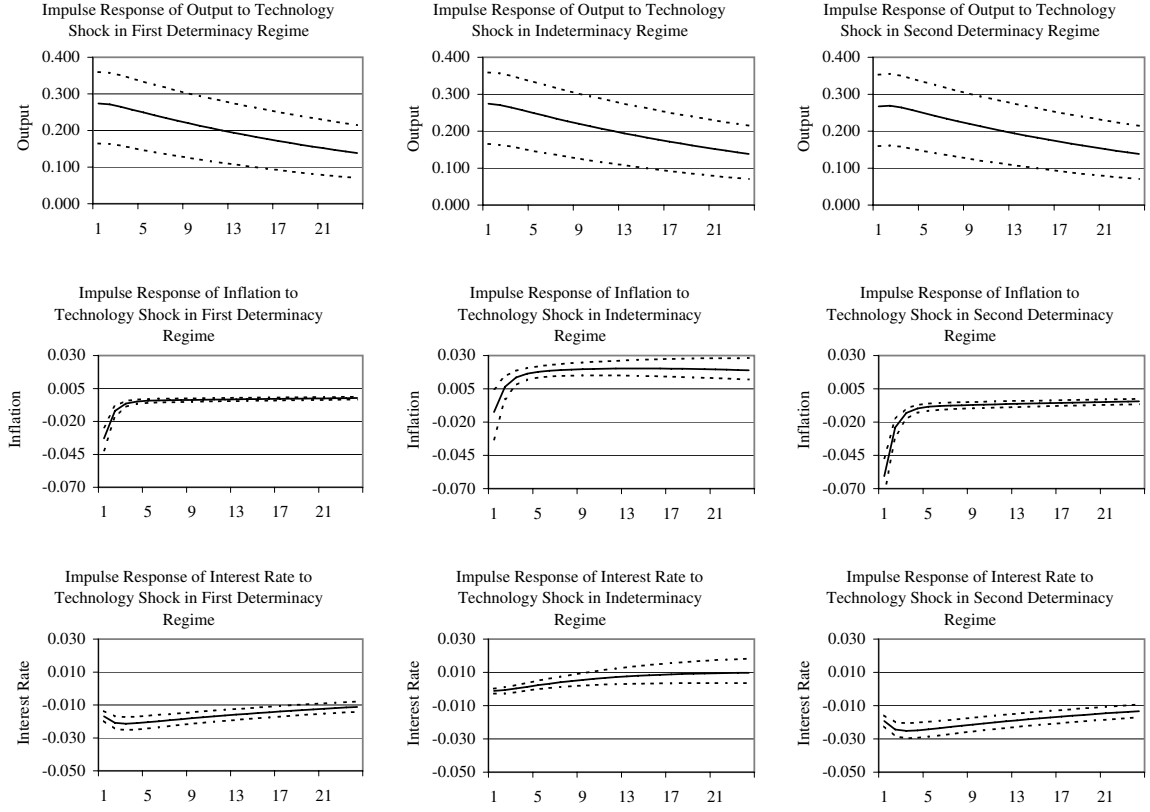 Impulse Response of Output to Technology
Shock in First Determinacy Regime
0.400
0.300
0.200
0.100
0.000
Output
1 5 9 13 17 21
Impulse Response of Output to Technology
Shock in Indeterminacy Regime
0.400
0.300
0.200
0.100
0.000
Output
1 5 9 13 17 21
Impulse Response of Output to Technology
Shock in Second Determinacy Regime
0.400
0.300
0.200
0.100
0.000
Output
1 5 9 13 17 21
Impulse Response of Inflation to
Technology Shock in First Determinacy
Regime
0.030
0.005
-0.020
-0.045
-0.070
Inflation
1 5 9 13 17 21
Impulse Response of Inflation to
Technology Shock in Indeterminacy
Regime
0.030
0.005
-0.020
-0.045
-0.070
Inflation
1 5 9 13 17 21
Impulse Response of Inflation to
Technology Shock in Second Determinacy
Regime
0.030
0.005
-0.020
-0.045
-0.070
Inflation
1 5 9 13 17 21
Impulse Response of Interest Rate to
Technology Shock in First Determinacy
Regime
0.030
0.010
-0.010
-0.030
-0.050
Interest Rate
1 5 9 13 17 21
Impulse Response of Interest Rate to
Technology Shock in Indeterminacy
Regime
0.030
0.010
-0.010
-0.030
-0.050
Interest Rate
1 5 9 13 17 21
Impulse Response of Interest Rate to
Technology Shock in Second Determinacy
Regime
0.030
0.010
-0.010
-0.030
-0.050
Interest Rate
1 5 9 13 17 21